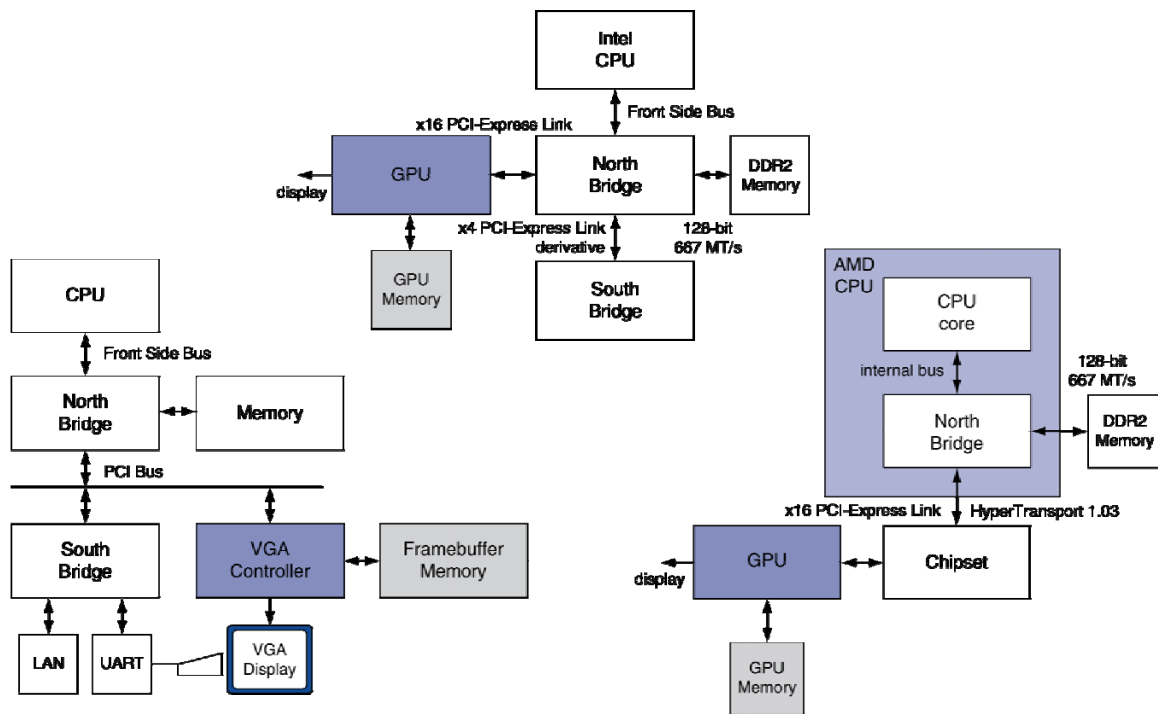 Intel
CPU
Front Side Bus
x16 PCI-Express Link
GPU
North
Bridge
DDR2
Memory
display
x4 PCI-Express Link
derivative
128-bit
667 MT/s
GPU
Memory
South
Bridge
CPU
Front Side Bus
North
Bridge
Memory
PCI Bus
South
Bridge
VGA
Controller
Framebuffer
Memory
LAN
UART
VGA
Display
AMD
CPU
CPU
core
internal bus
128-bit
667 MT/s
North
Bridge
DDR2
Memory
x16 PCI-Express Link
HyperTransport 1.03
GPU
display
Chipset
GPU
Memory